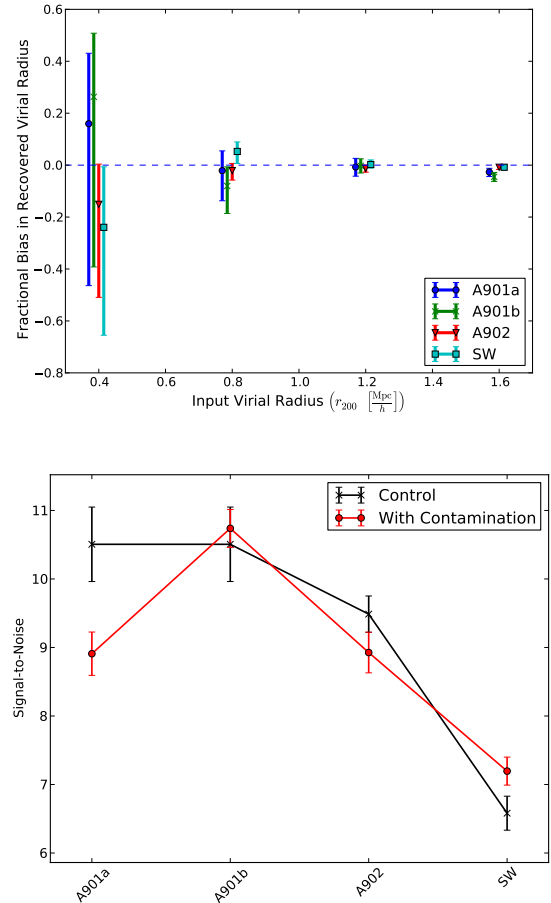 0.6
0.4
0.2
0.0
−0.2
−0.4
−0.6
−0.8
Fractional Bias in Recovered Virial Radius
A901a
A901b
A902
SW
0.4 0.6 0.8 1.0 1.2 1.4 1.6
Input Virial Radius (r200 [Mpc/h])
11
10
9
8
7
6
Signal-to-Noise
Control
With Contamination
A901a A901b A902 SW